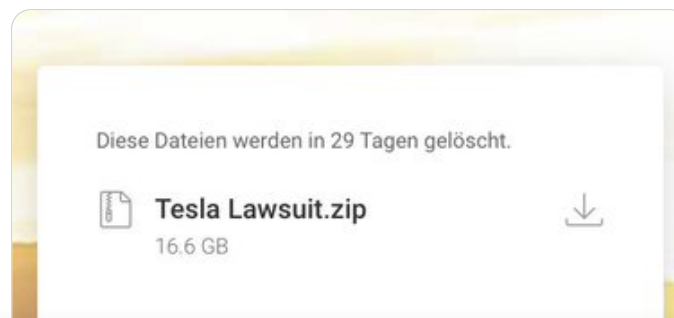 Diese Dateien werden in 29 Tagen gelöscht.
Tesla Lawsuit.zip
16.6 GB